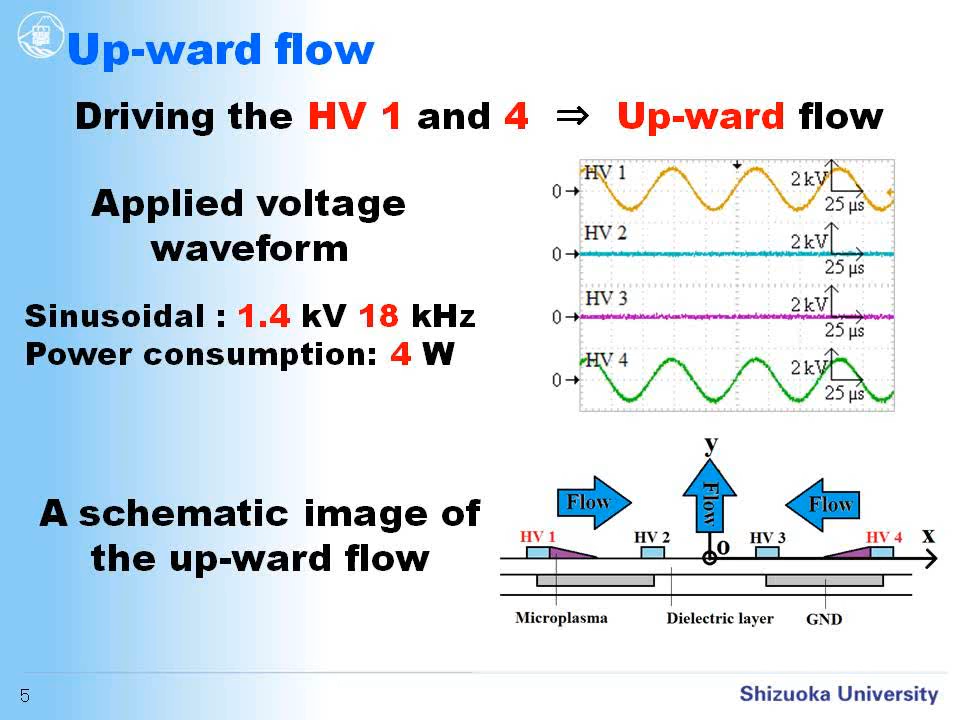 Up-ward flow
Driving the HV 1 and 4 ⇒ Up-ward flow
Applied voltage
waveform
Sinusoidal : 1.4 kV 18 kHz
Power consumption: 4 W
HV 1
0
2 kV
25 µs
HV 2
0
2 kV
25 µs
HV 3
0
2 kV
25 µs
HV 4
0
2 kV
25 µs
A schematic image of
the up-ward flow
y
Flow
Flow
Flow
HV 1
HV 2
o
HV 3
HV 4
x
Microplasma
Dielectric layer
GND
5
Shizuoka University